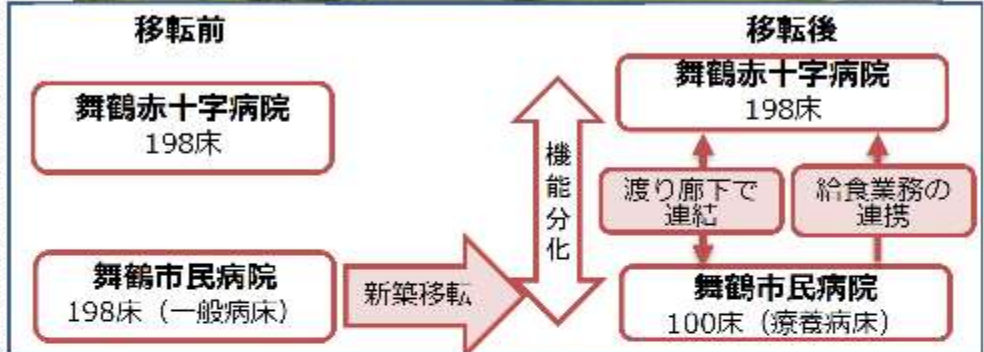 移転前
移転後
舞鶴赤十字病院
198床
舞鶴赤十字病院
198床
機能分化
渡り廊下で
連結
給食業務の
連携
舞鶴市民病院
198床（一般病床）
新築移転
舞鶴市民病院
100床（療養病床）